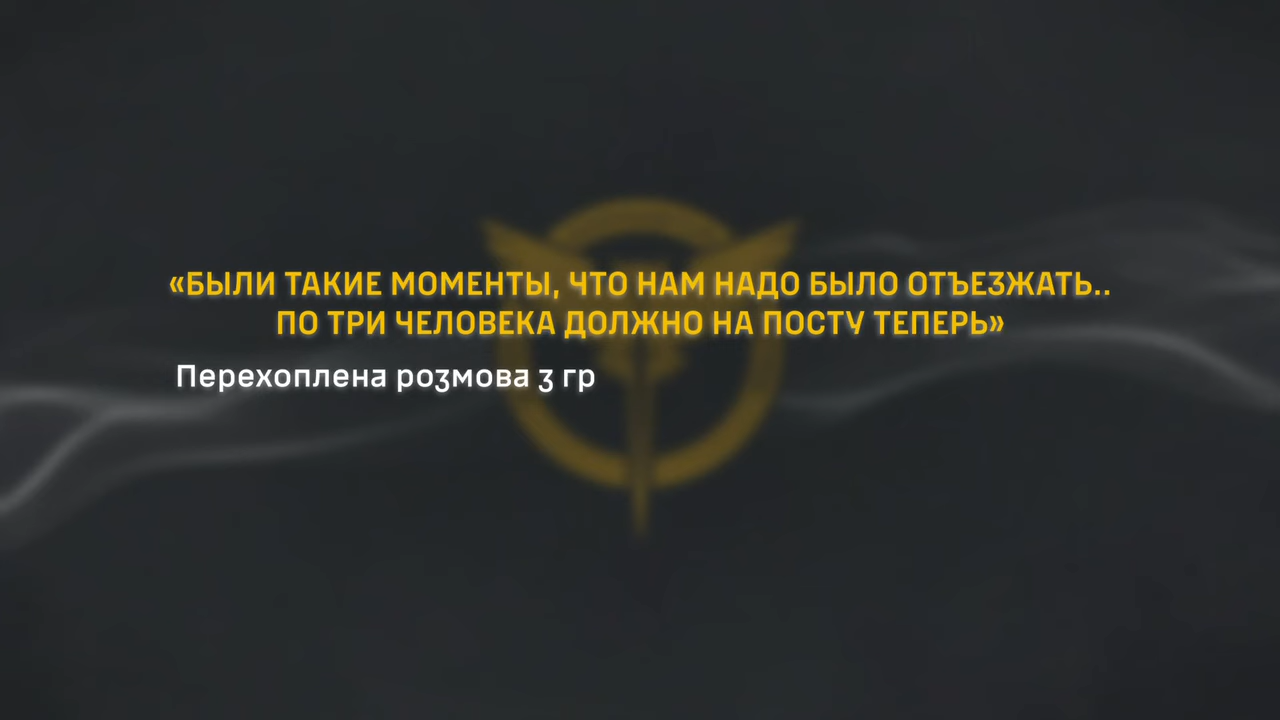 «БЫЛИ ТАКИЕ МОМЕНТЫ, ЧТО НАМ НАДО БЫЛО ОТЪЕЗЖАТЬ..
ПО ТРИ ЧЕЛОВЕКА ДОЛЖНО НА ПОСТУ ТЕПЕРЬ»
Перехоплена розмова з гр